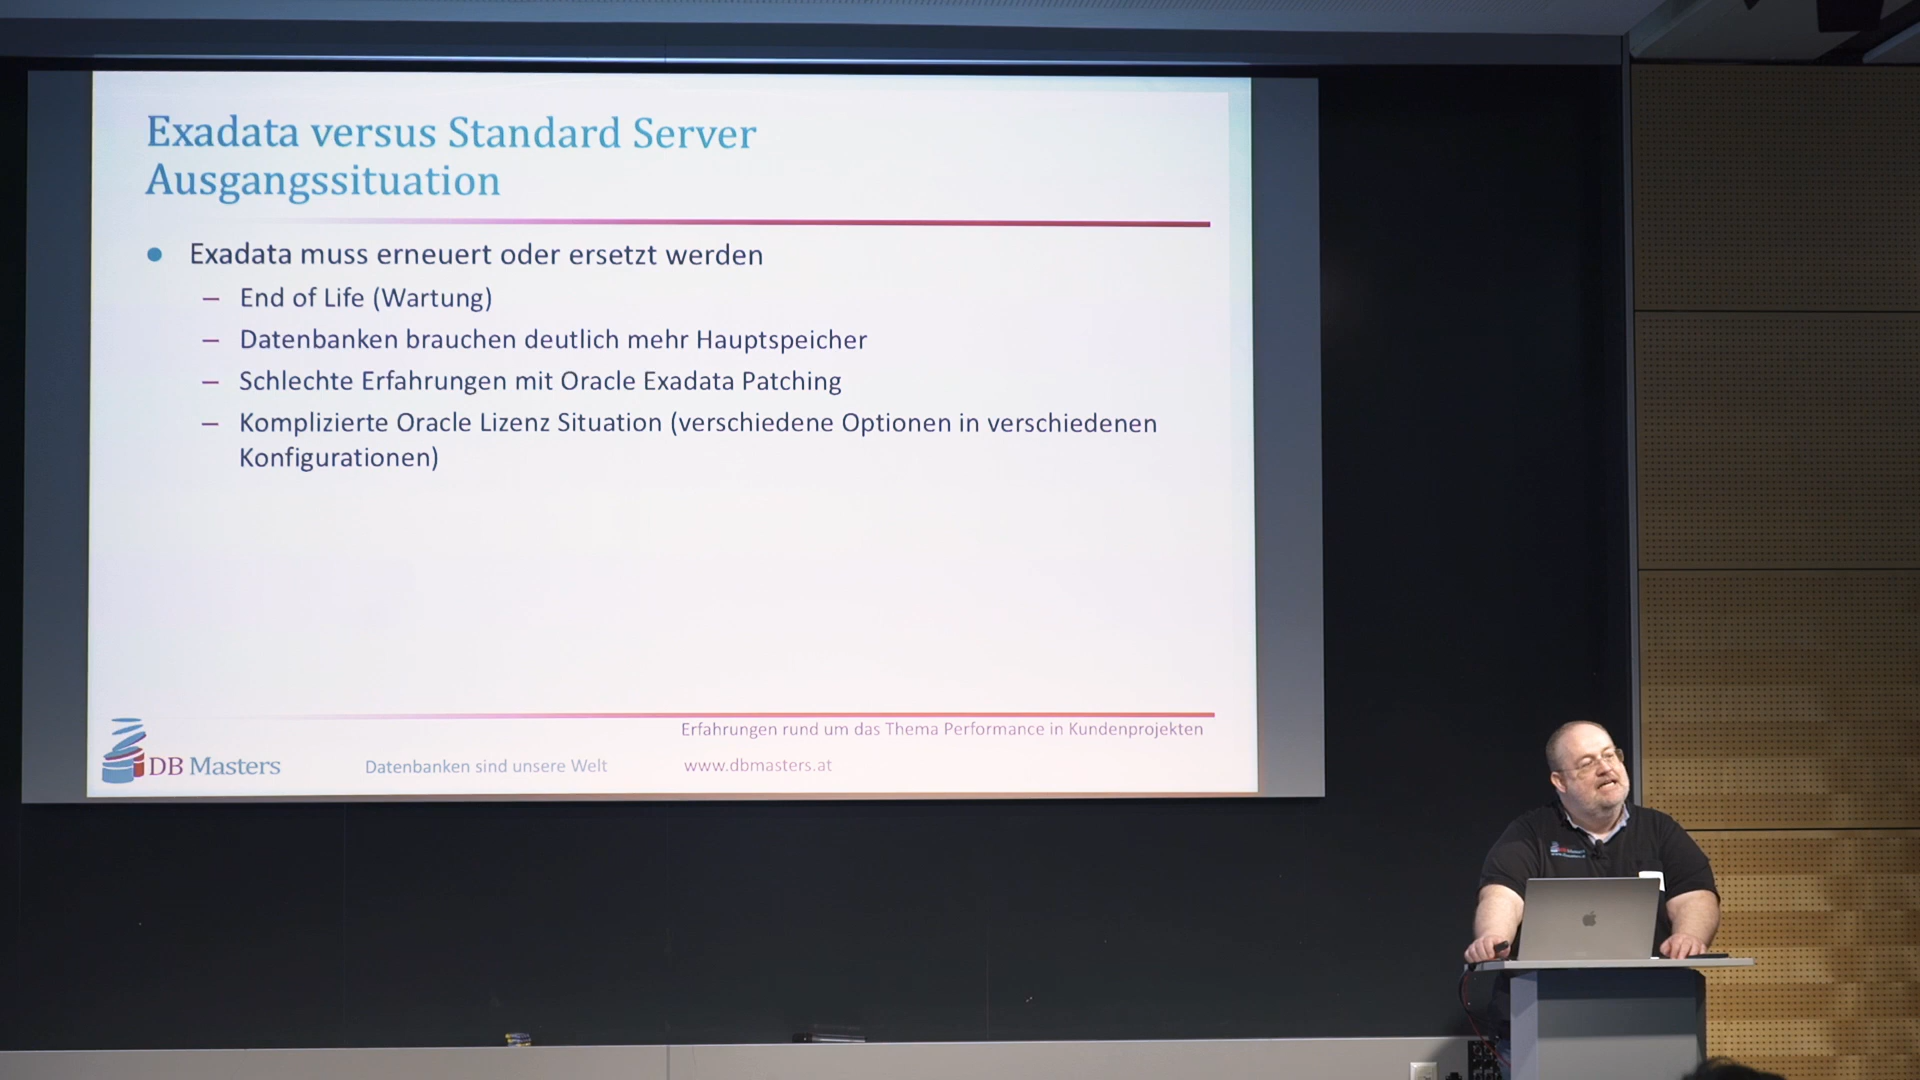 Exadata versus Standard Server
Ausgangssituation
● Exadata muss erneuert oder ersetzt werden
– End of Life (Wartung)
– Datenbanken brauchen deutlich mehr Hauptspeicher
– Schlechte Erfahrungen mit Oracle Exadata Patching
– Komplizierte Oracle Lizenz Situation (verschiedene Optionen in verschiedenen
Konfigurationen)
Erfahrungen rund um das Thema Performance in Kundenprojekten
DB Masters
Datenbanken sind unsere Welt
www.dbmasters.at